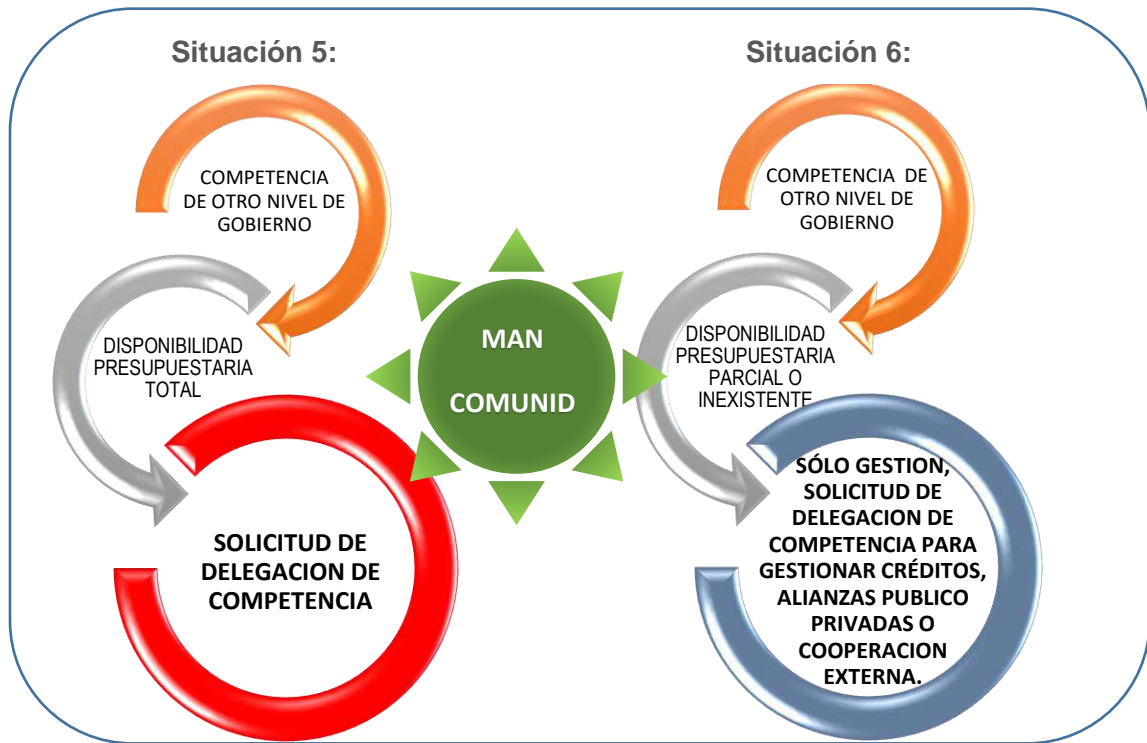 Situación 5:
COMPETENCIA
DE OTRO NIVEL DE
GOBIERNO
DISPONIBILIDAD
PRESUPUESTARIA
TOTAL
SOLICITUD DE
DELEGACION DE
COMPETENCIA
MAN
COMUNID
Situación 6:
COMPETENCIA DE
OTRO NIVEL DE
GOBIERNO
DISPONIBILIDAD
PRESUPUESTARIA
PARCIAL O
INEXISTENTE
SÓLO GESTION,
SOLICITUD DE
DELEGACION DE
COMPETENCIA PARA
GESTIONAR CRÉDITOS,
ALIANZAS PUBLICO
PRIVADAS O
COOPERACION
EXTERNA.